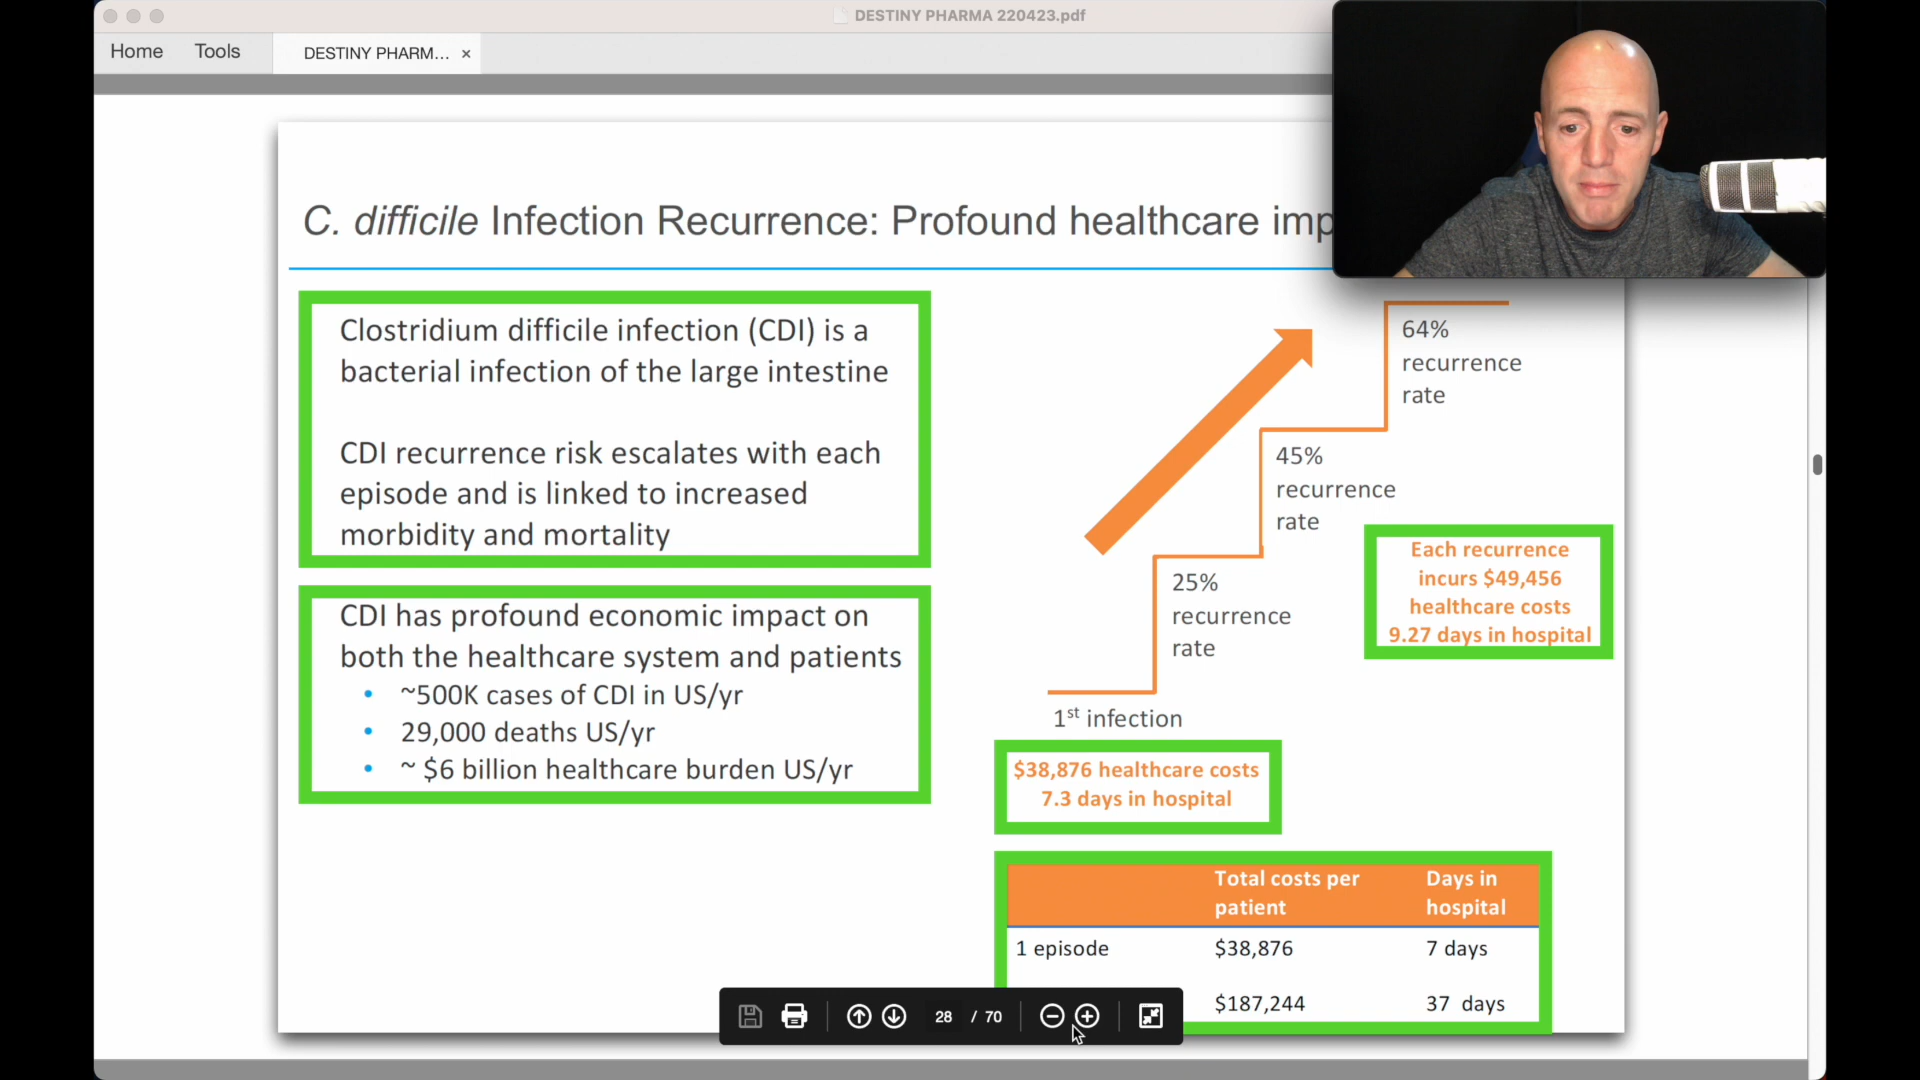 DESTINY PHARMA 220423.pdf
Home Tools DESTINY PHARM... ×
C. difficile Infection Recurrence: Profound healthcare imp
Clostridium difficile infection (CDI) is a
bacterial infection of the large intestine
CDI recurrence risk escalates with each
episode and is linked to increased
morbidity and mortality
CDI has profound economic impact on
both the healthcare system and patients
• ~500K cases of CDI in US/yr
• 29,000 deaths US/yr
• ~ $6 billion healthcare burden US/yr
64%
recurrence
rate
45%
recurrence
rate
25%
recurrence
rate
Each recurrence
incurs $49,456
healthcare costs
9.27 days in hospital
1st infection
$38,876 healthcare costs
7.3 days in hospital
Total costs per Days in
patient hospital
1 episode $38,876 7 days
$187,244 37 days
28 / 70